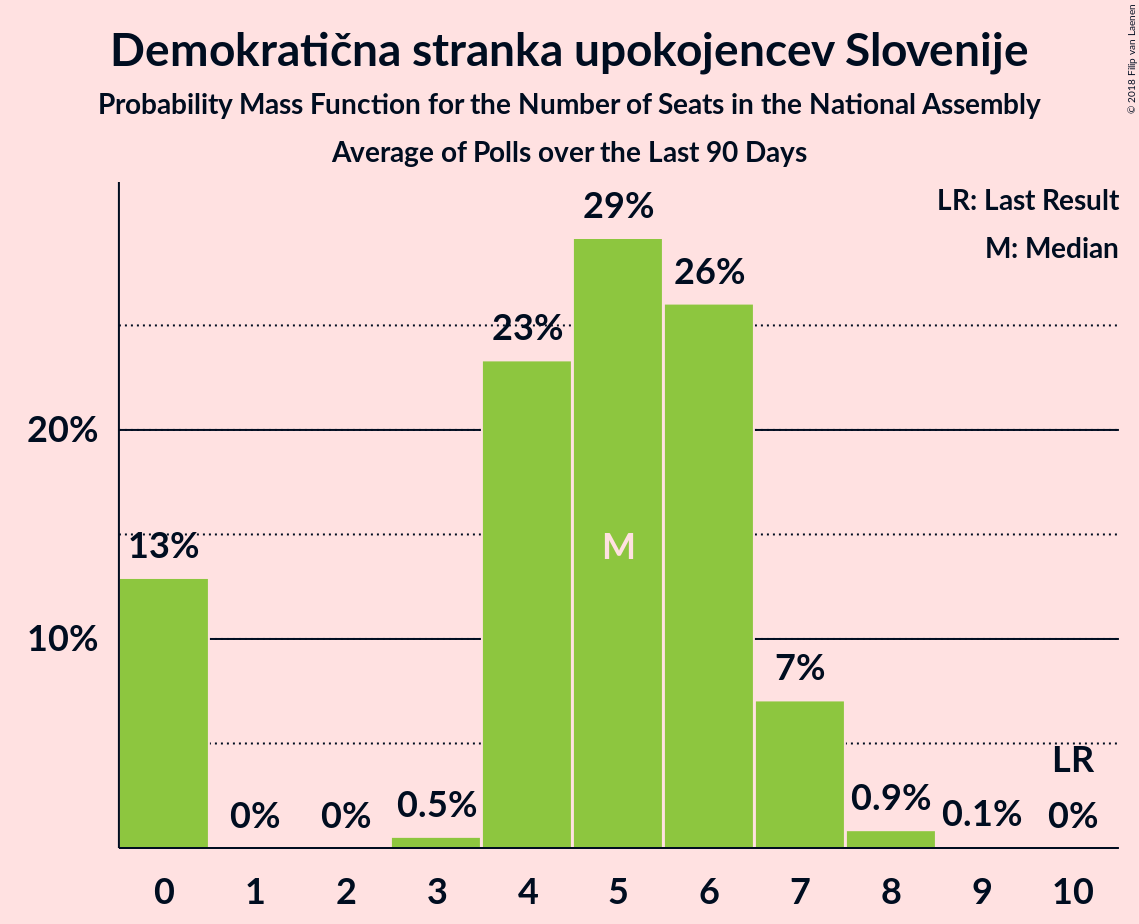 Demokratična stranka upokojencev Slovenije
Probability Mass Function for the Number of Seats in the National Assembly
Average of Polls over the Last 90 Days
© 2018 Filip van Laenen
LR: Last Result
M: Median
29%
26%
23%
20%
13%
M
10%
7%
LR
0%
0%
0.5%
0.9%
0.1%
0%
0 1 2 3 4 5 6 7 8 9 10